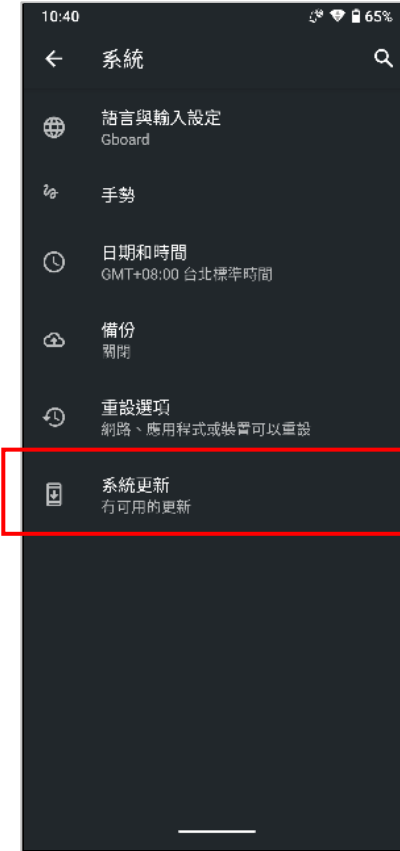 10:40
65%
系統
語言與輸入設定
Gboard
手勢
日期和時間
GMT+08:00 台北標準時間
備份
關閉
重設選項
網路、應用程式或裝置可以重設
系統更新
有可用的更新